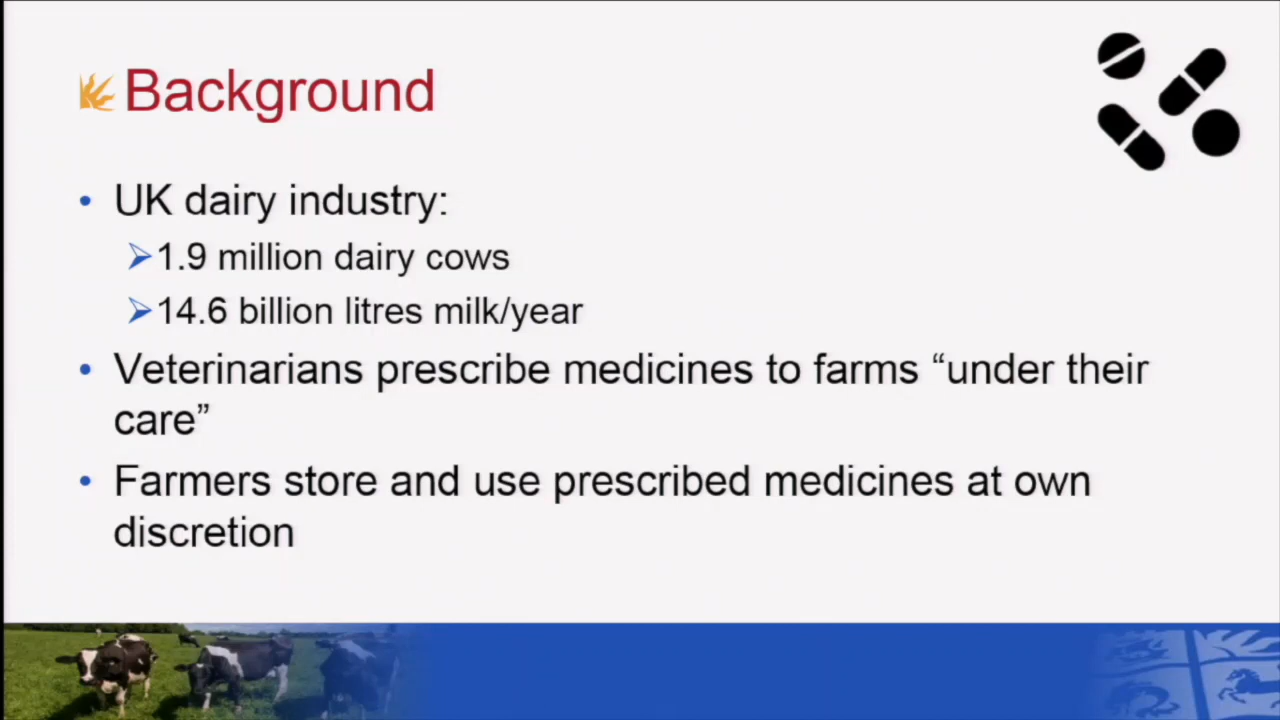 Background
• UK dairy industry:
➢1.9 million dairy cows
➢14.6 billion litres milk/year
• Veterinarians prescribe medicines to farms “under their
care”
• Farmers store and use prescribed medicines at own
discretion